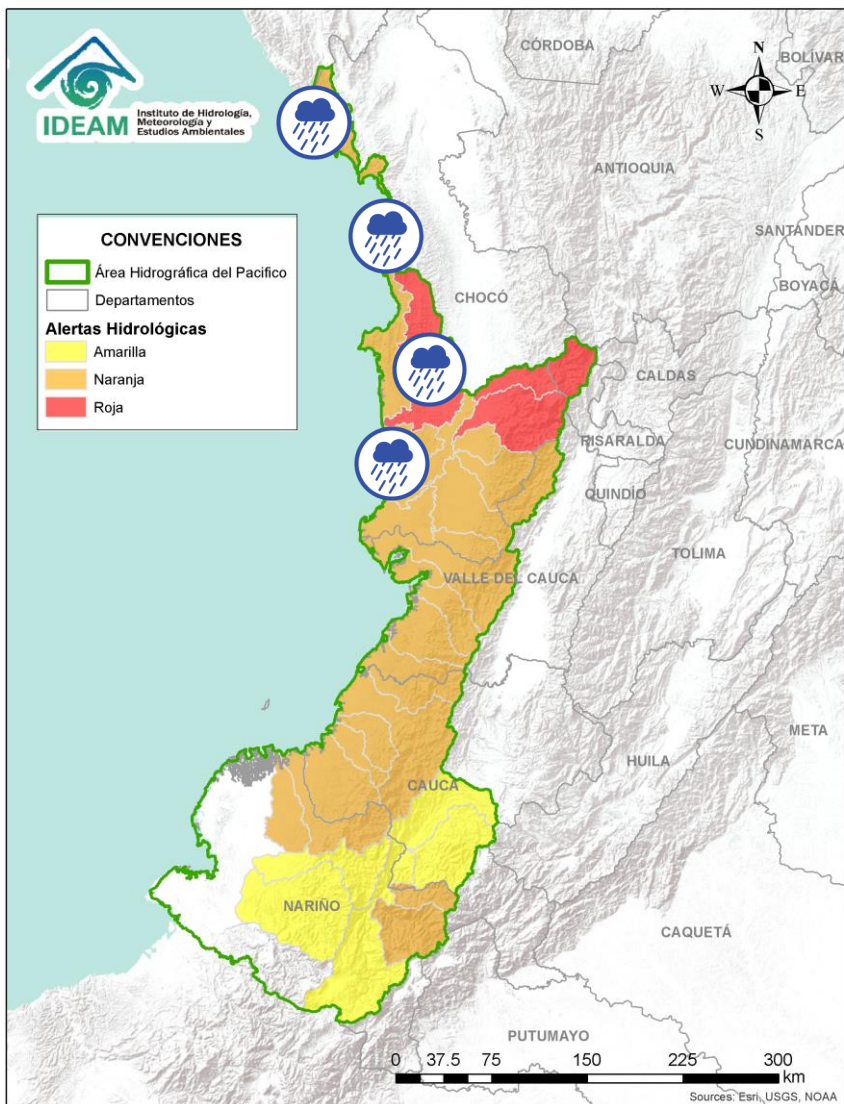 IDEAM
Instituto de Hidrología,
Meteorología y
Estudios Ambientales
CÓRDOBA
BOLÍVAR
N
W
E
S
ANTIOQUIA
SANTANDER
BOYACÁ
CONVENCIONES
Área Hidrográfica del Pacifico
Departamentos
Alertas Hidrológicas
Amarilla
Naranja
Roja
CHOCÓ
CALDAS
RISARALDA
CUNDINAMARCA
QUINDÍO
TOLIMA
VALLE DEL CAUCA
META
HUILA
CAUCA
NARIÑO
CAQUETÁ
PUTUMAYO
0 37.5 75 150 225 300
km
Sources: Esri, USGS, NOAA